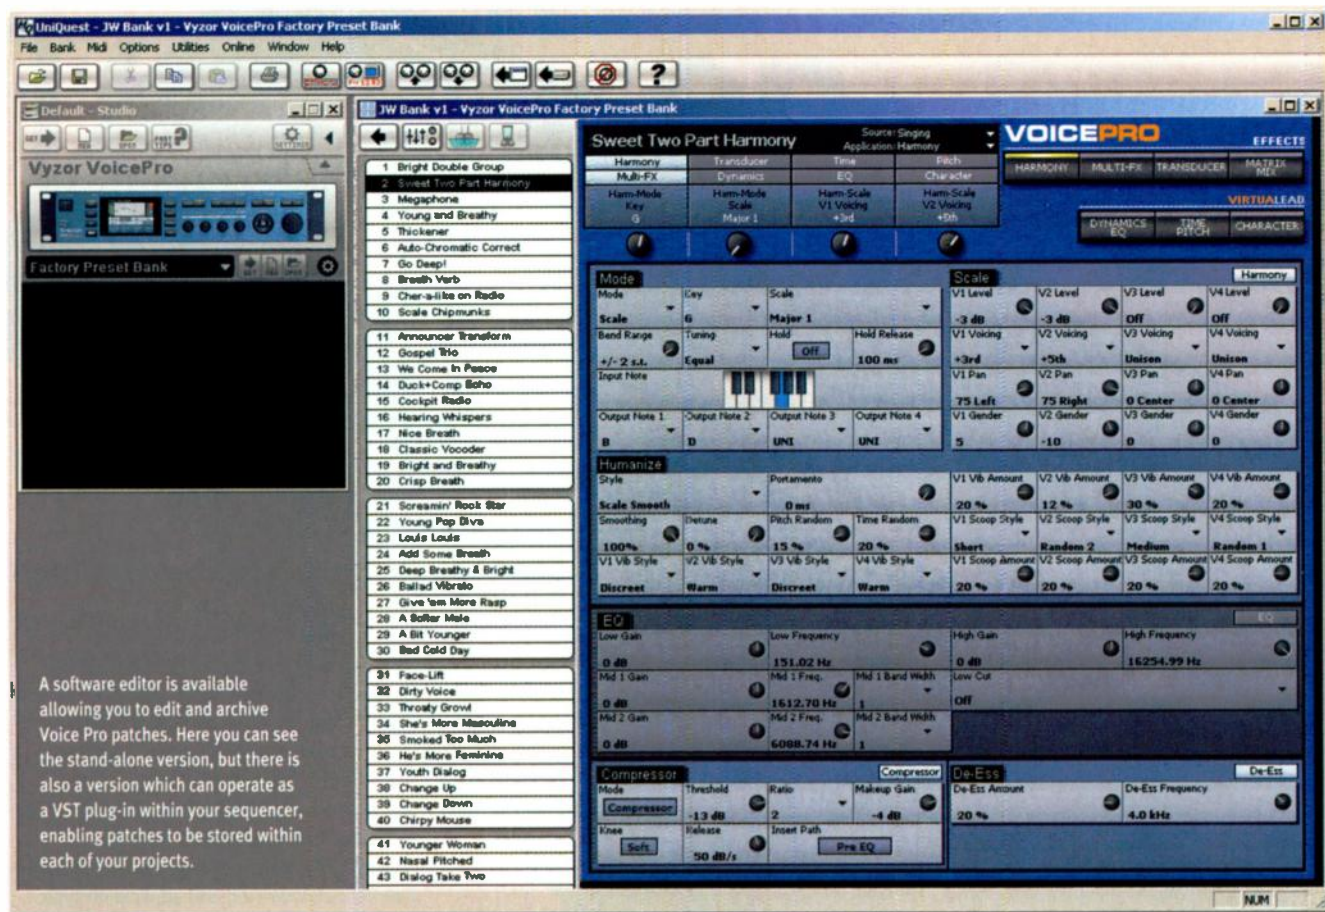 UniQuest - JW Bank v1 - Vyzor VoicePro Factory Preset Bank
File Bank Midi Options Utilities Online Window Help
Default - Studio
Vyzor VoicePro
Factory Preset Bank
A software editor is available
allowing you to edit and archive
Voice Pro patches. Here you can see
the stand-alone version, but there is
also a version which can operate as
a VST plug-in within your sequencer,
enabling patches to be stored within
each of your projects.
JW Bank v1 - Vyzor VoicePro Factory Preset Bank
1 Bright Double Group
2 Sweet Two Part Harmony
3 Megaphone
4 Young and Breathy
5 Thickener
6 Auto-Chromatic Correct
7 Go Deep!
8 Breath Verb
9 Cher-a-like on Radio
10 Scale Chipmunks
11 Announcer Transform
12 Gospel Trio
13 We Come In Peace
14 Duck+Comp Echo
15 Cockpit Radio
16 Hearing Whispers
17 Nice Breath
18 Classic Vocoder
19 Bright and Breathy
20 Crisp Breath
21 Screamin' Rock Star
22 Young Pop Diva
23 Louis Louis
24 Add Some Breath
25 Deep Breathy & Bright
26 Ballad Vibrato
27 Give 'em More Rasp
28 A Softer Male
29 A Bit Younger
30 Bad Cold Day
31 Face-Lift
32 Dirty Voice
33 Throaty Growl
34 She's More Masculine
35 Smoked Too Much
36 He's More Feminine
37 Youth Dialog
38 Change Up
39 Change Down
40 Chirpy Mouse
41 Younger Woman
42 Nasal Pitched
43 Dialog Take Two
Sweet Two Part Harmony Source: Singing
Application: Harmony
VOICEPRO
EFFECTS
HARMONY MULTI-FX TRANSDUCER MATRIX MIX
VIRTUALEAD
DYNAMICS EQ TIME PITCH CHARACTER
Harmony Transducer Time Pitch
Multi-FX Dynamics EQ Character
Harm-Mode Harm-Mode Harm-Scale Harm-Scale
Key Scale V1 Voicing V2 Voicing
G Major 1 +3rd +5th
Mode
Mode Key Scale
Scale G Major 1
Bend Range Tuning Hold Hold Release
+/- 2 s.t. Equal Off 100 ms
Input Note
Output Note 1 Output Note 2 Output Note 3 Output Note 4
B D UNI UNI
Scale Harmony
V1 Level V2 Level V3 Level V4 Level
-3 dB -3 dB Off Off
V1 Voicing V2 Voicing V3 Voicing V4 Voicing
+3rd +5th Unison Unison
V1 Pan V2 Pan V3 Pan V4 Pan
75 Left 75 Right 0 Center 0 Center
V1 Gender V2 Gender V3 Gender V4 Gender
5 -10 0 0
Humanize
Style Portamento
Scale Smooth 0 ms
Smoothing Detune Pitch Random Time Random
100% 0 % 15 % 20 %
V1 Vib Style V2 Vib Style V3 Vib Style V4 Vib Style
Discreet Warm Discreet Warm
V1 Vib Amount V2 Vib Amount V3 Vib Amount V4 Vib Amount
20 % 12 % 30 % 20 %
V1 Scoop Style V2 Scoop Style V3 Scoop Style V4 Scoop Style
Short Random 2 Medium Random 1
V1 Scoop Amount V2 Scoop Amount V3 Scoop Amount V4 Scoop Amount
20 % 20 % 20 % 20 %
EQ EQ
Low Gain Low Frequency High Gain High Frequency
0 dB 151.02 Hz 0 dB 16254.99 Hz
Mid 1 Gain Mid 1 Freq. Mid 1 Band Width Low Cut
0 dB 1612.70 Hz 1 Off
Mid 2 Gain Mid 2 Freq. Mid 2 Band Width
0 dB 6088.74 Hz 1
Compressor Compressor
Mode Threshold Ratio Makeup Gain
Compressor -13 dB 2 -4 dB
Knee Release Insert Path
Soft 50 dB/s Pre EQ
De-Ess De-Ess
De-Ess Amount De-Ess Frequency
20 % 4.0 kHz
NUM